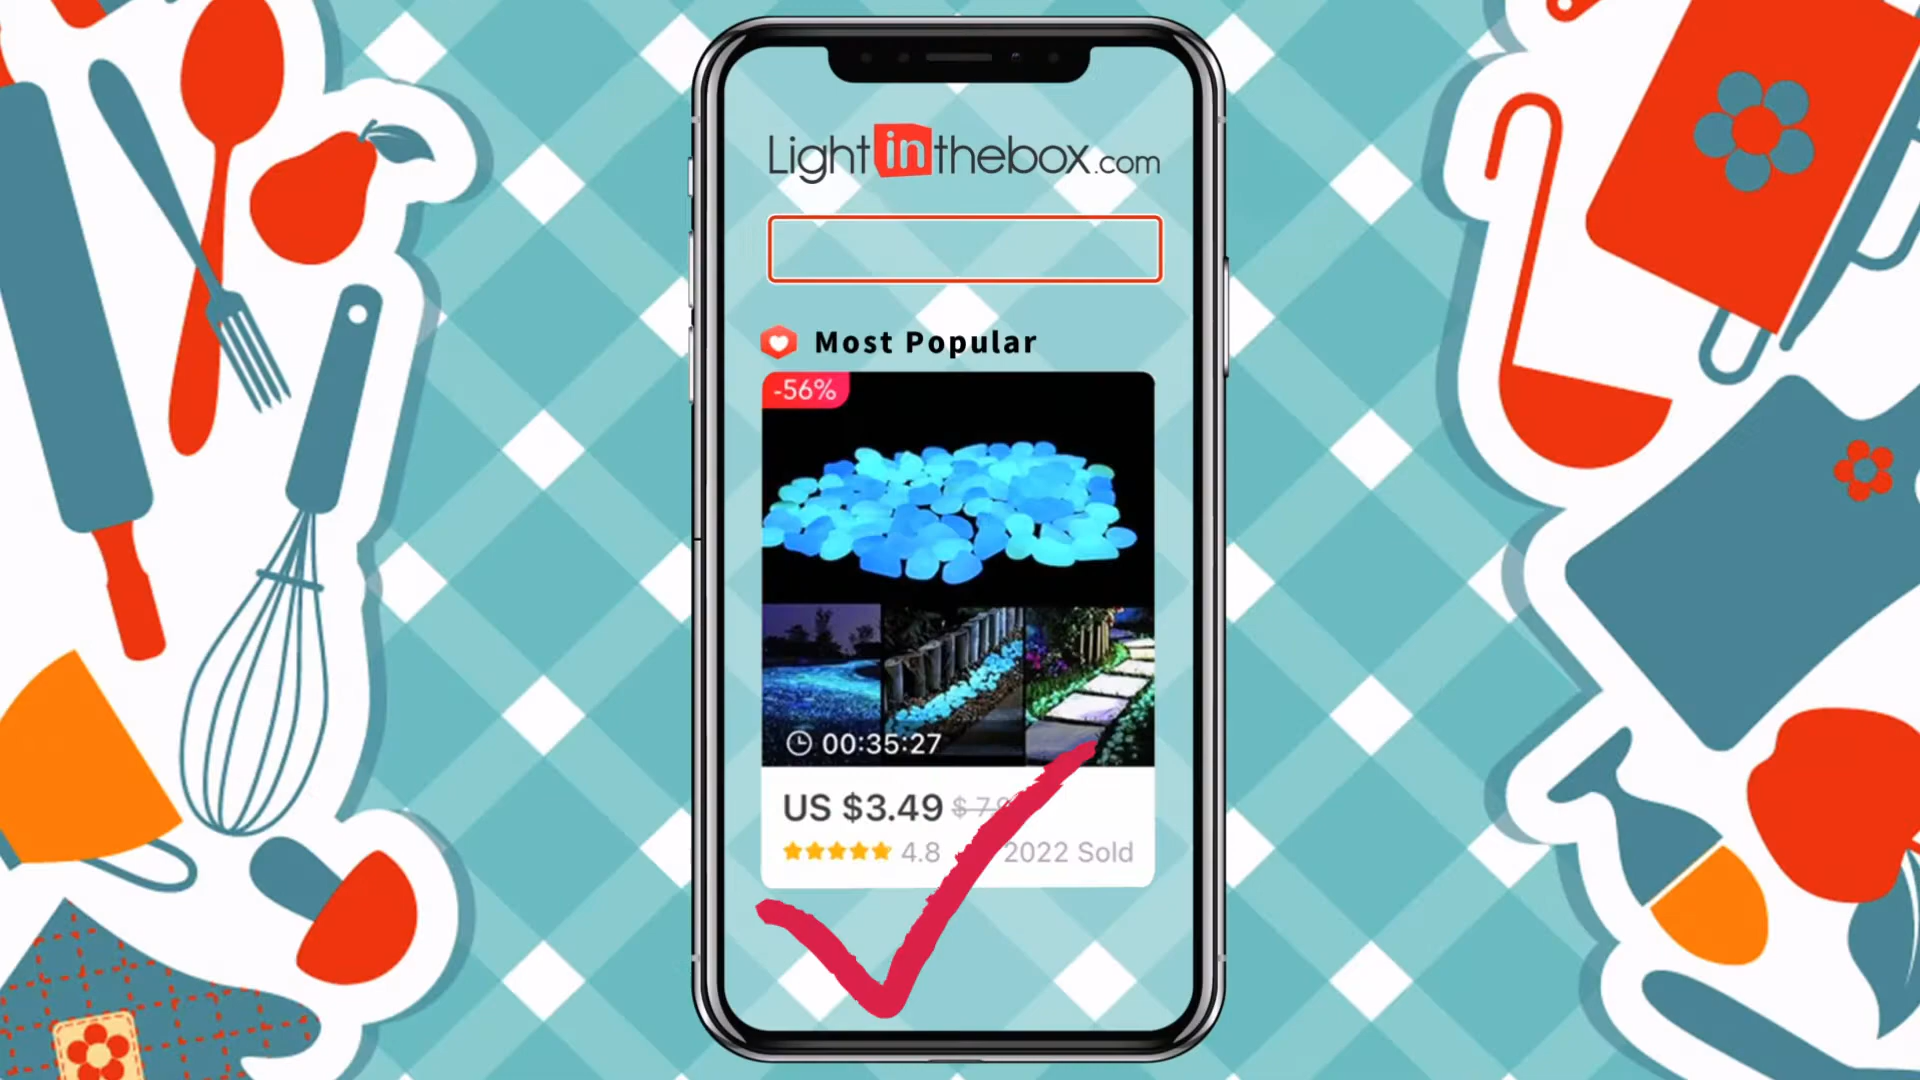 Lightinthebox.com
Most Popular
-56%
00:35:27
US $3.49
4.8 2022 Sold